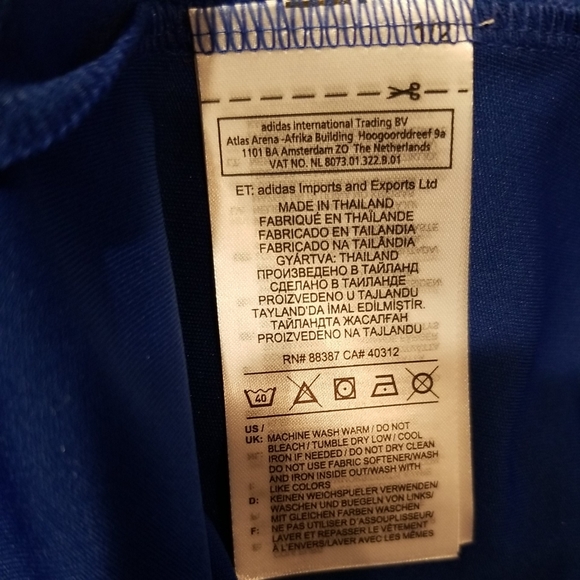 1/2
adidas International Trading BV
Atlas Arena -Afrika Building Hoogoorddreef 9a
1101 BA Amsterdam ZO The Netherlands
VAT NO. NL 8073.01.322.B.01
ET: adidas Imports and Exports Ltd
MADE IN THAILAND
FABRIQUÉ EN THAÏLANDE
FABRICADO EN TAILANDIA
FABRICADO NA TAILÂNDIA
GYÁRTVA: THAILAND
ПРОИЗВЕДЕНО В ТАЙЛАНД
СДЕЛАНО В ТАИЛАНДЕ
PROIZVEDENO U TAJLANDU
TAYLAND'DA İMAL EDİLMİŞTİR.
ТАЙЛАНДТА ЖАСАЛҒАН
PROIZVEDENO NA TAJLANDU
RN# 88387 CA# 40312
40
US /
UK: MACHINE WASH WARM / DO NOT
BLEACH / TUMBLE DRY LOW / COOL
IRON IF NEEDED / DO NOT DRY CLEAN
DO NOT USE FABRIC SOFTENER/WASH
AND IRON INSIDE OUT/WASH WITH
LIKE COLORS
D: KEINEN WEICHSPUELER VERWENDEN/
WASCHEN UND BUEGELN VON LINKS/
MIT GLEICHEN FARBEN WASCHEN
F: NE PAS UTILISER D'ASSOUPLISSEUR/
LAVER ET REPASSER LE VÊTEMENT
À L'ENVERS/LAVER AVEC LES MÊMES